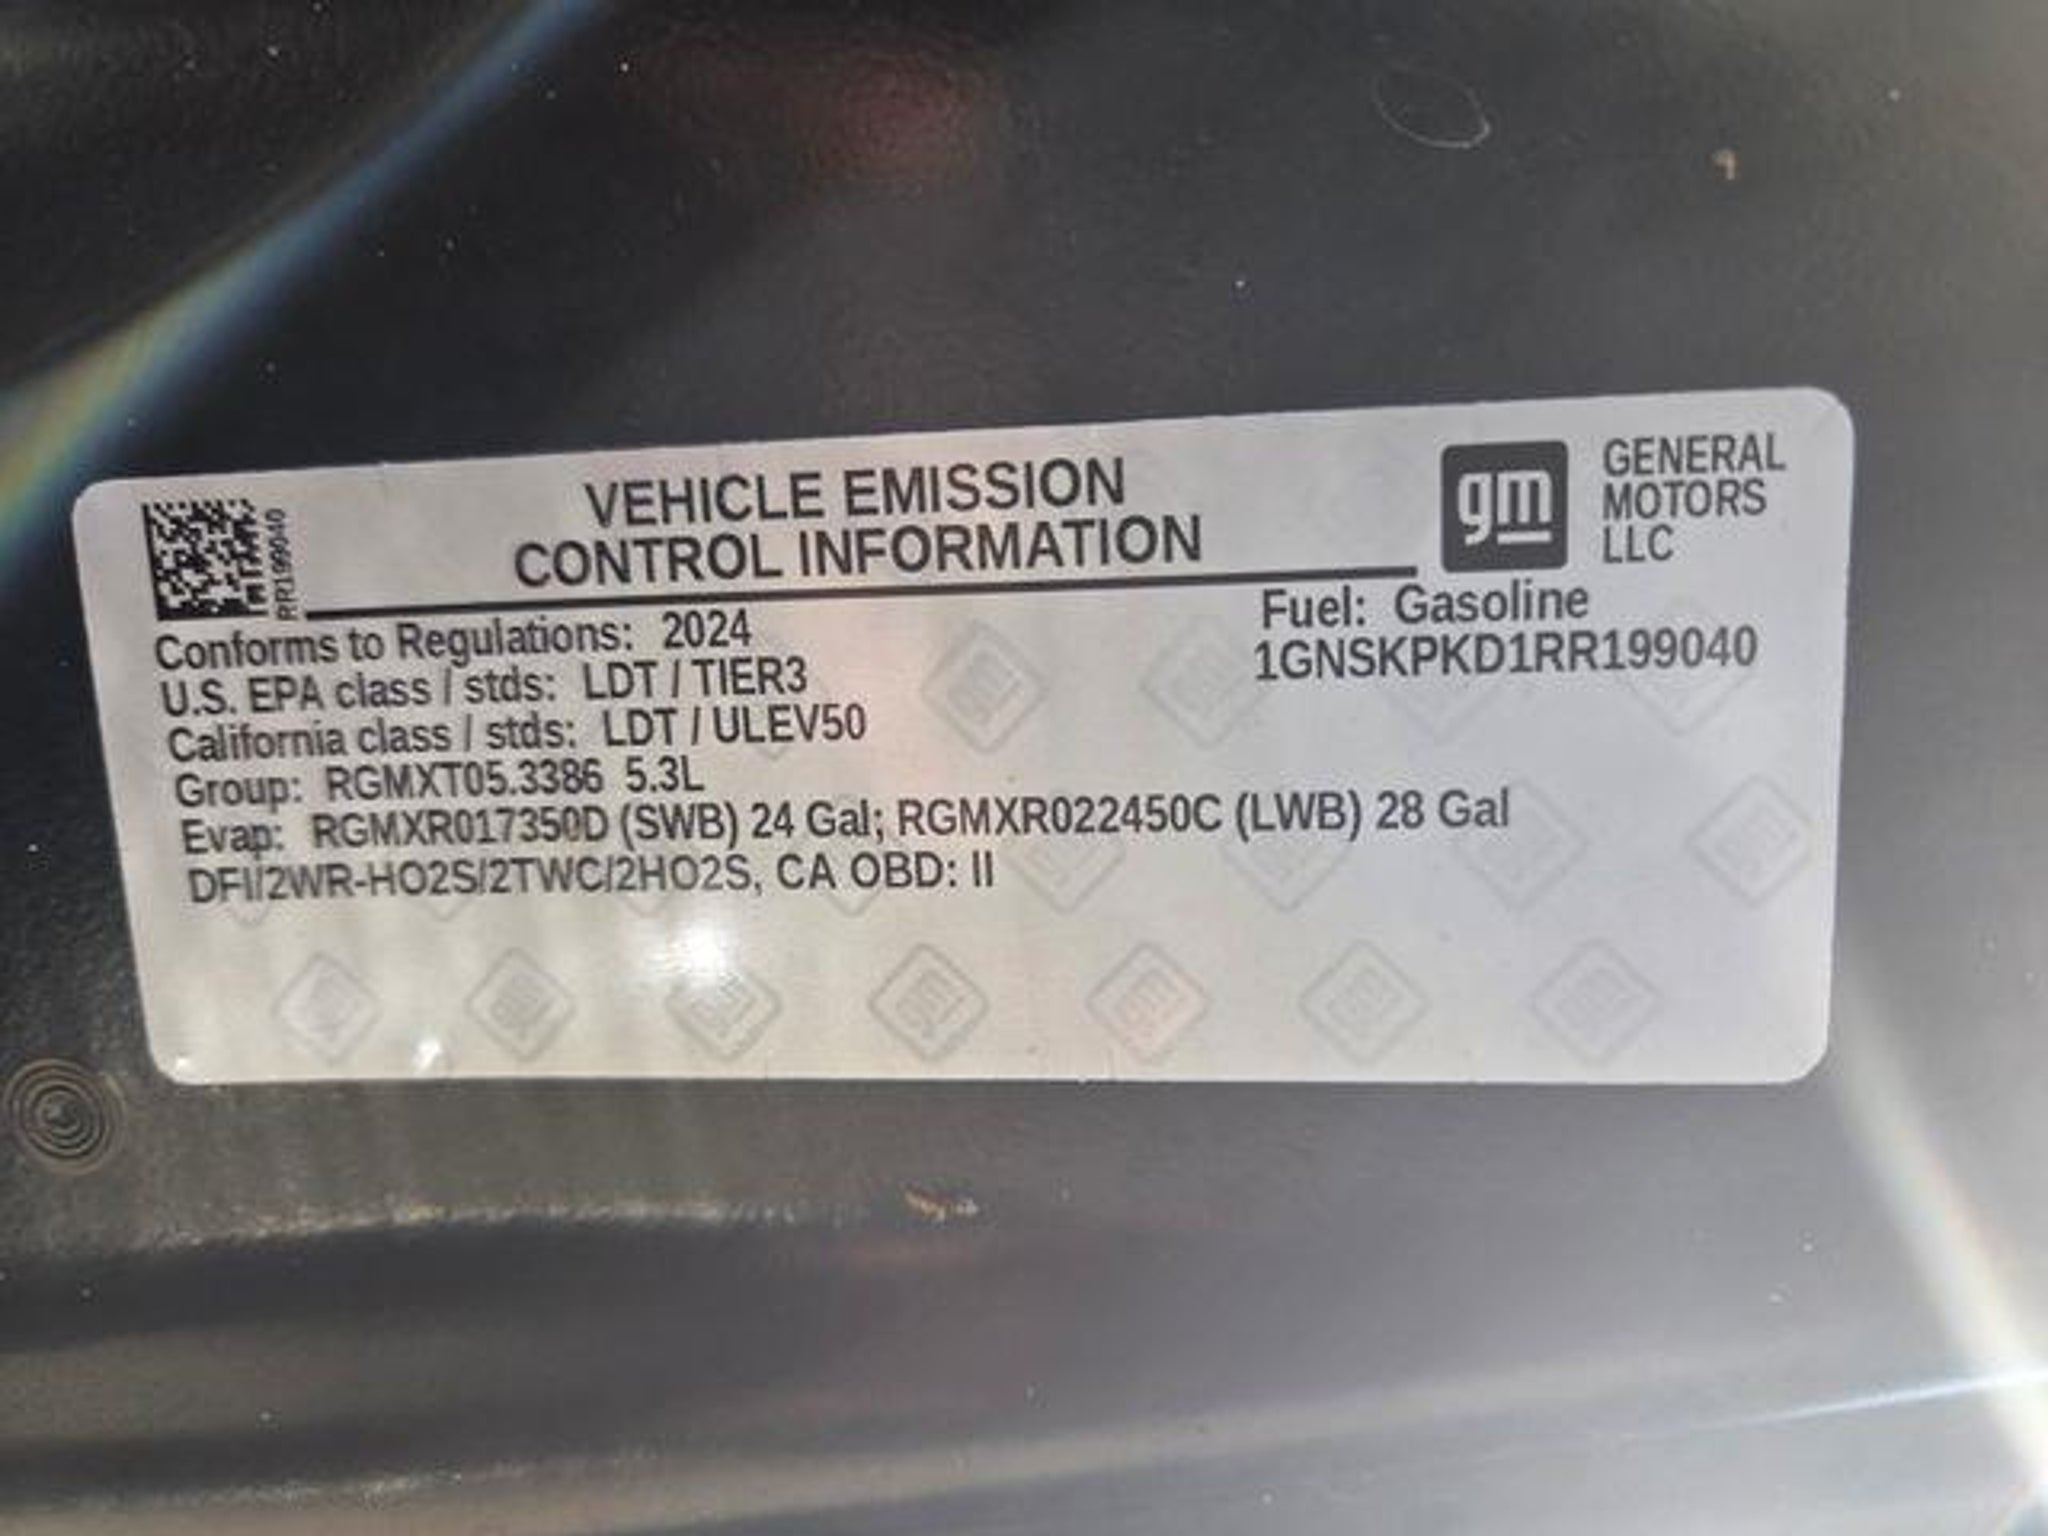 VEHICLE EMISSION
CONTROL INFORMATION
gm
GENERAL
MOTORS
LLC
RR199040
Conforms to Regulations: 2024
U.S. EPA class / stds: LDT / TIER3
California class / stds: LDT / ULEV50
Group: RGMXT05.3386 5.3L
Evap: RGMXR017350D (SWB) 24 Gal; RGMXR022450C (LWB) 28 Gal
DFI/2WR-HO2S/2TWC/2HO2S, CA OBD: II
Fuel: Gasoline
1GNSKPKD1RR199040